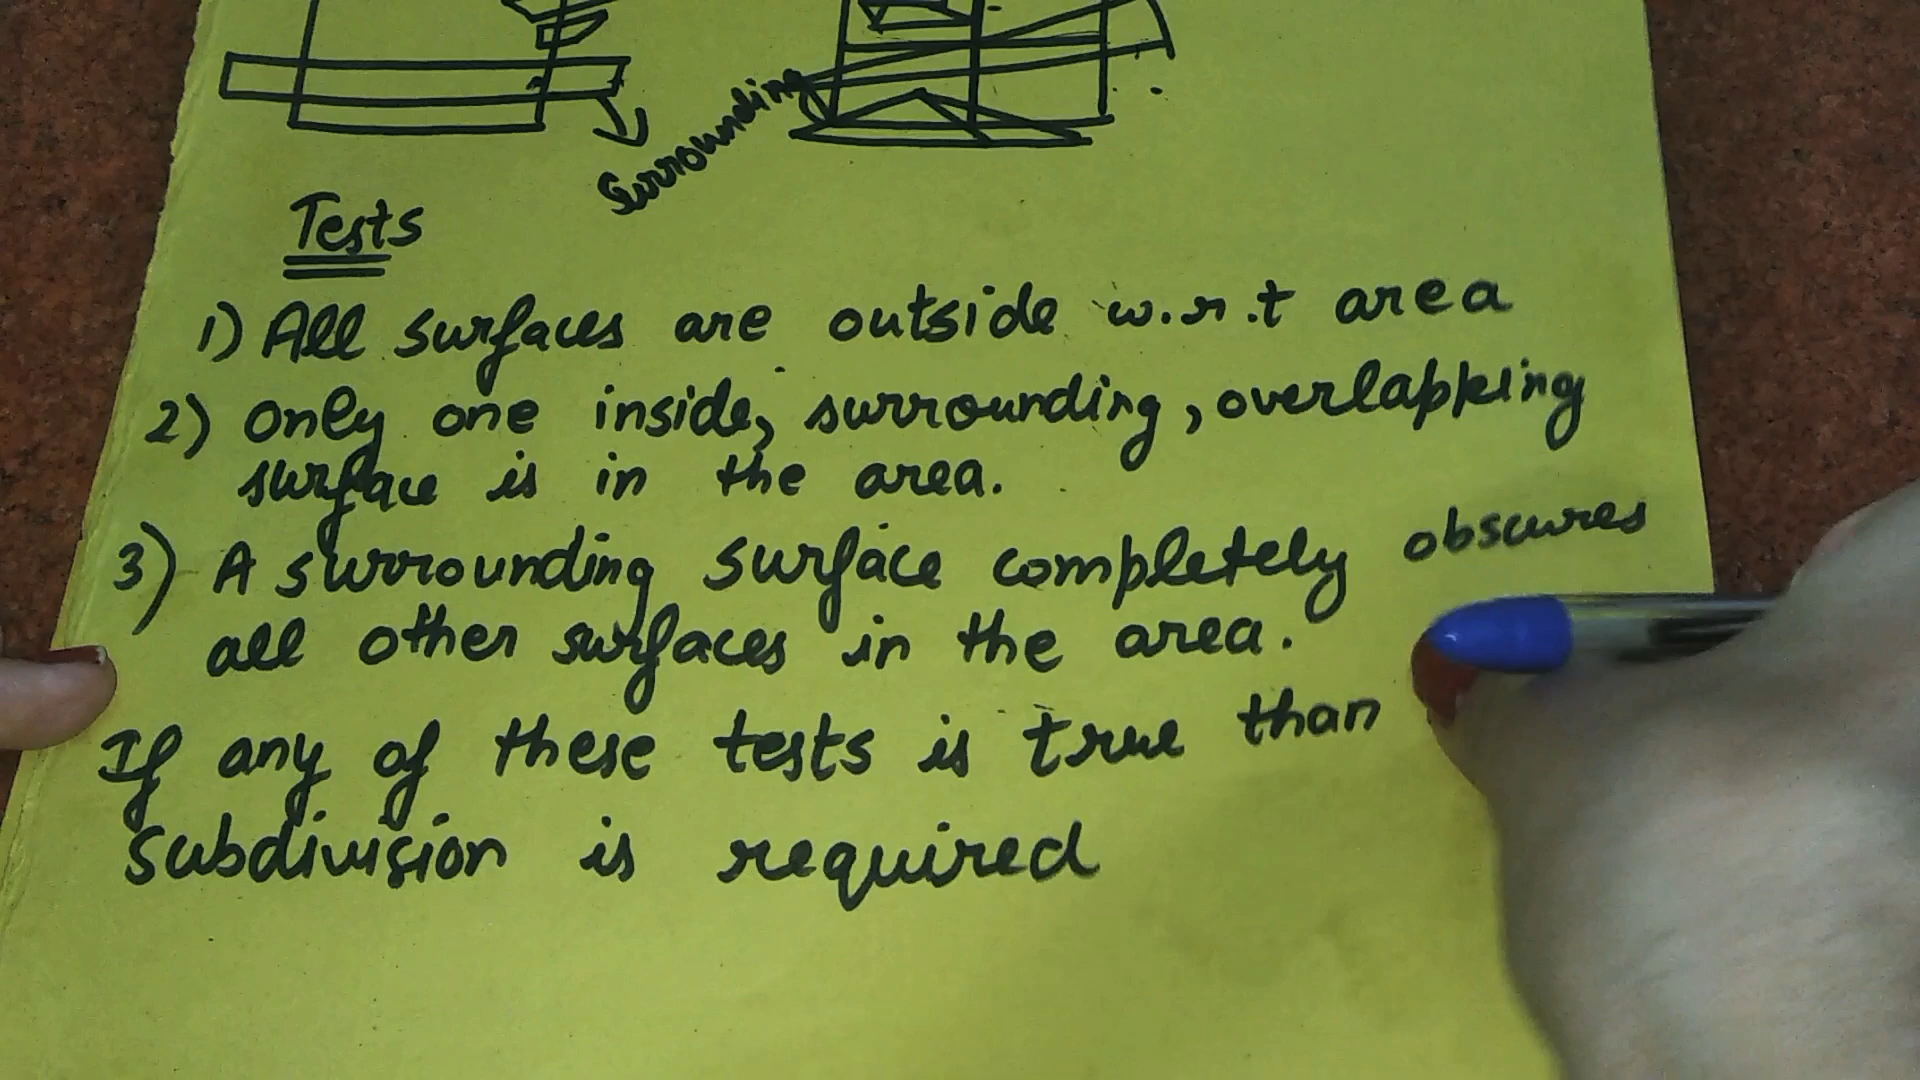 Surrounding
Tests
1) All surfaces are outside w.r.t area
2) Only one inside, surrounding, overlapping
surface is in the area.
3) A surrounding surface completely obscures
all other surfaces in the area.
If any of these tests is true than
subdivision is required